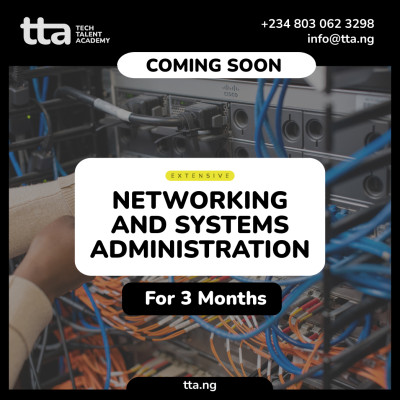 tta
TECH
TALENT
ACADEMY
+234 803 062 3298
info@tta.ng
COMING SOON
EXTENSIVE
NETWORKING
AND SYSTEMS
ADMINISTRATION
For 3 Months
tta.ng